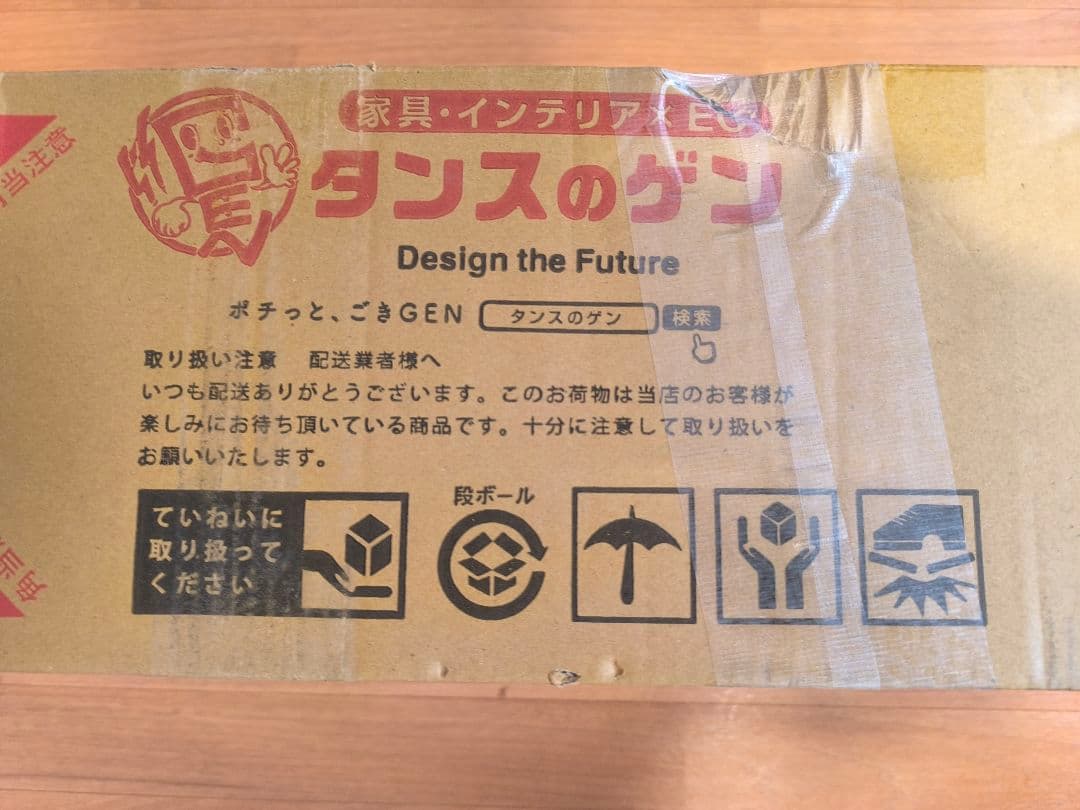 家具・インテリア×EC
タンスのゲン
Design the Future
ポチっと、ごきGEN タンスのゲン 検索
取り扱い注意 配送業者様へ
いつも配送ありがとうございます。このお荷物は当店のお客様が
楽しみにお待ち頂いている商品です。十分に注意して取り扱いを
お願いいたします。
ていねいに
取り扱って
ください
段ボール
当注意
角当